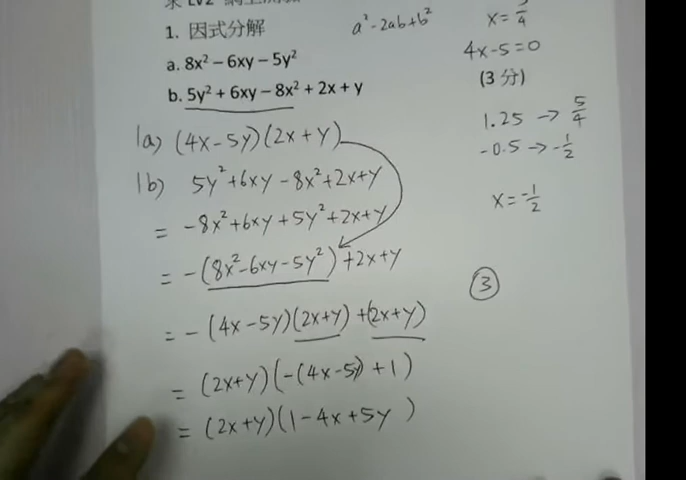 1. 因式分解
a² - 2ab + b²
x = 5/4
a. 8x² – 6xy – 5y²
4x - 5 = 0
b. 5y² + 6xy – 8x² + 2x + y
(3 分)
1a) (4x - 5y)(2x + y)
1.25 → 5/4
-0.5 → -1/2
1b) 5y² + 6xy - 8x² + 2x + y
x = -1/2
= -8x² + 6xy + 5y² + 2x + y
= -(8x² - 6xy - 5y²) + 2x + y
③
= -(4x - 5y)(2x + y) + (2x + y)
= (2x + y)(-(4x - 5y) + 1)
= (2x + y)(1 - 4x + 5y)